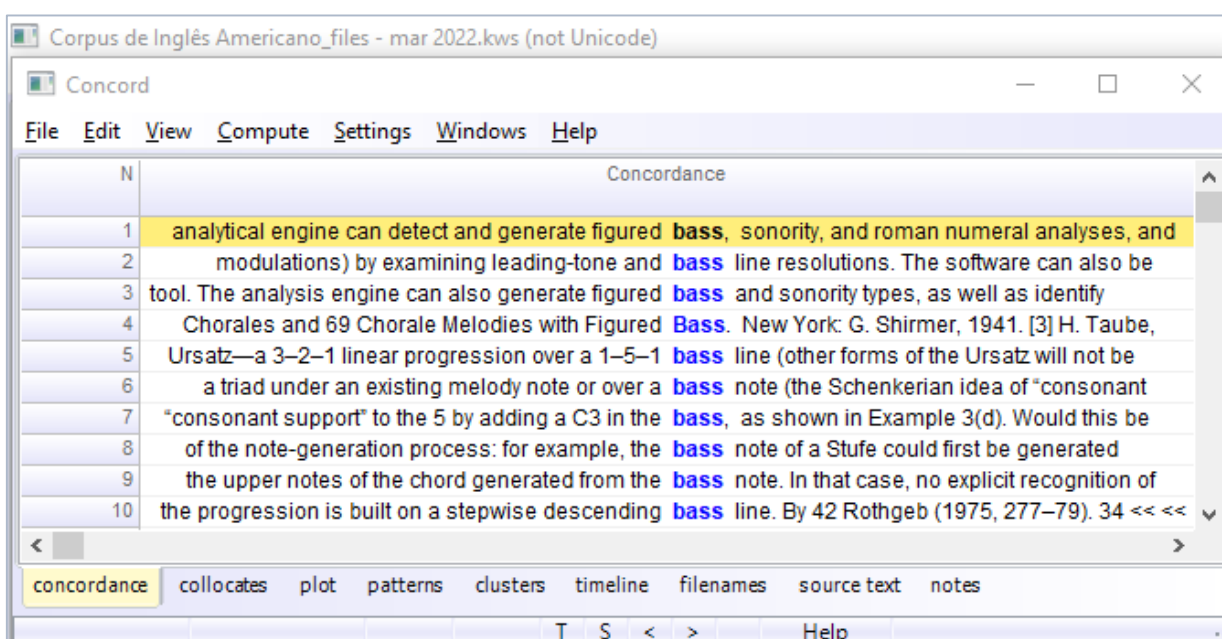 Corpus de Inglês Americano_files - mar 2022.kws (not Unicode)
Concord
File Edit View Compute Settings Windows Help
N Concordance
1 analytical engine can detect and generate figured bass, sonority, and roman numeral analyses, and
2 modulations) by examining leading-tone and bass line resolutions. The software can also be
3 tool. The analysis engine can also generate figured bass and sonority types, as well as identify
4 Chorales and 69 Chorale Melodies with Figured Bass. New York: G. Shirmer, 1941. [3] H. Taube,
5 Ursatz—a 3–2–1 linear progression over a 1–5–1 bass line (other forms of the Ursatz will not be
6 a triad under an existing melody note or over a bass note (the Schenkerian idea of “consonant
7 “consonant support” to the 5 by adding a C3 in the bass, as shown in Example 3(d). Would this be
8 of the note-generation process: for example, the bass note of a Stufe could first be generated
9 the upper notes of the chord generated from the bass note. In that case, no explicit recognition of
10 the progression is built on a stepwise descending bass line. By 42 Rothgeb (1975, 277–79). 34 << <<
concordance collocates plot patterns clusters timeline filenames source text notes
T S < > Help